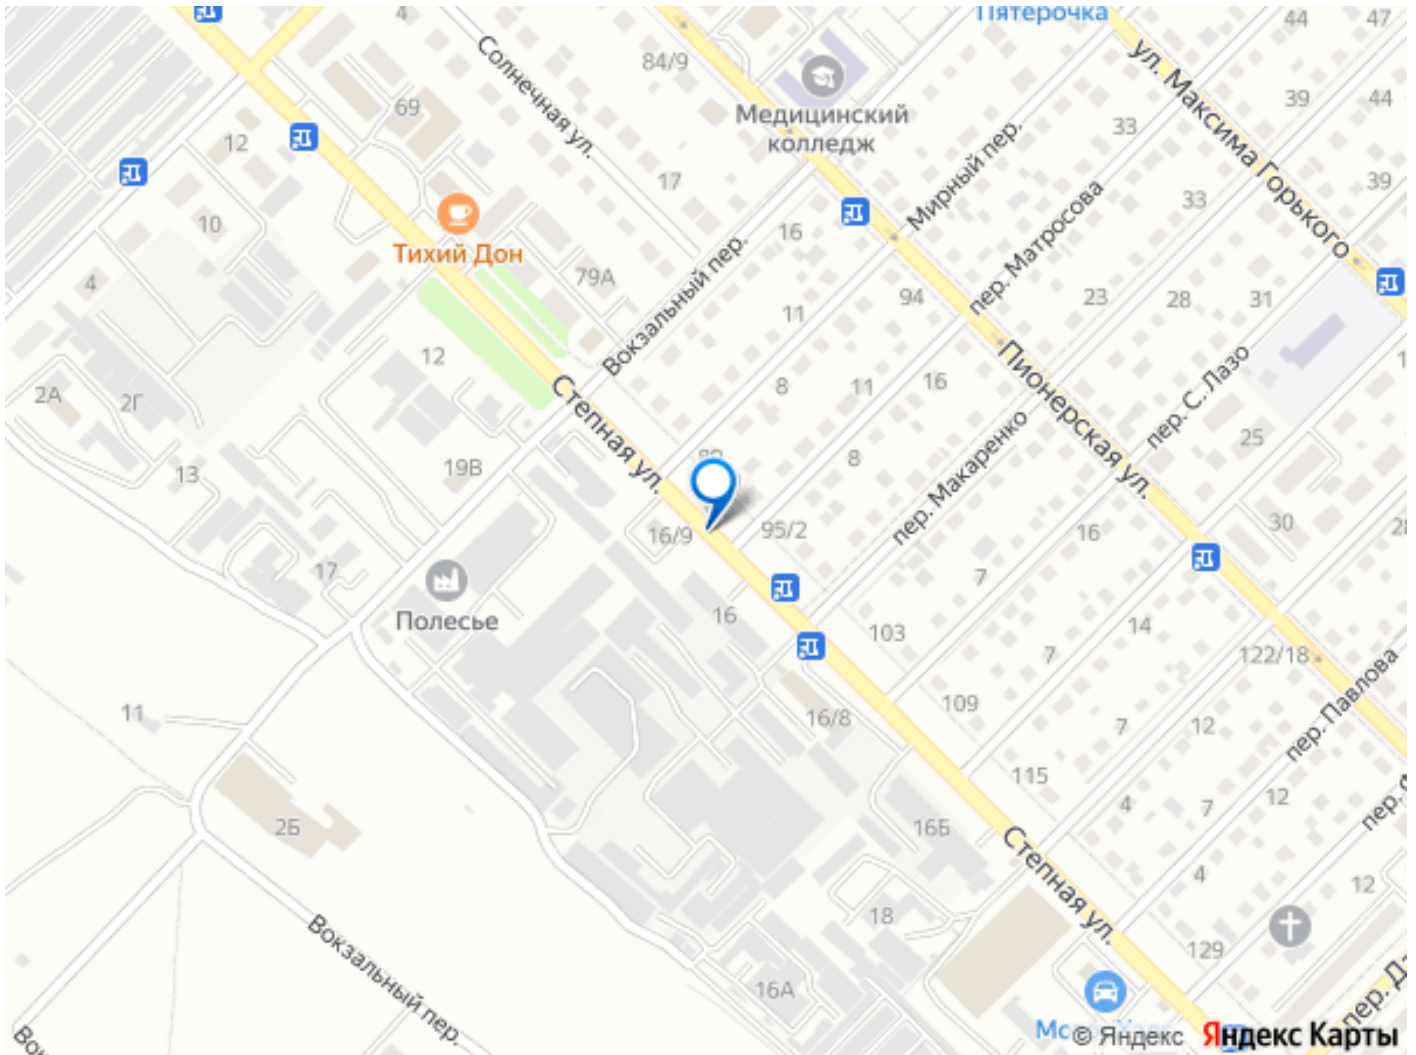 4
Пятерочка
44
47
Солнечная ул.
84/9
ул. Максима Горького
69
Медицинский
колледж
39
44
33
12
Мирный пер.
17
пер. Матросова
39
33
10
16
Тихий Дон
Вокзальный пер.
79А
4
94
23
28
31
11
12
Пионерская ул.
пер. С. Лазо
2А
2Г
Степная ул.
8
11
16
пер. Макаренко
25
13
19В
8
16/9
95/2
16
30
17
7
Полесье
16
103
14
7
122/18
пер. Павлова
11
109
16/8
7
12
115
4
7
12
2Б
16Б
Степная ул.
4
12
18
Вокзальный пер.
129
16А
© Яндекс
Яндекс Карты